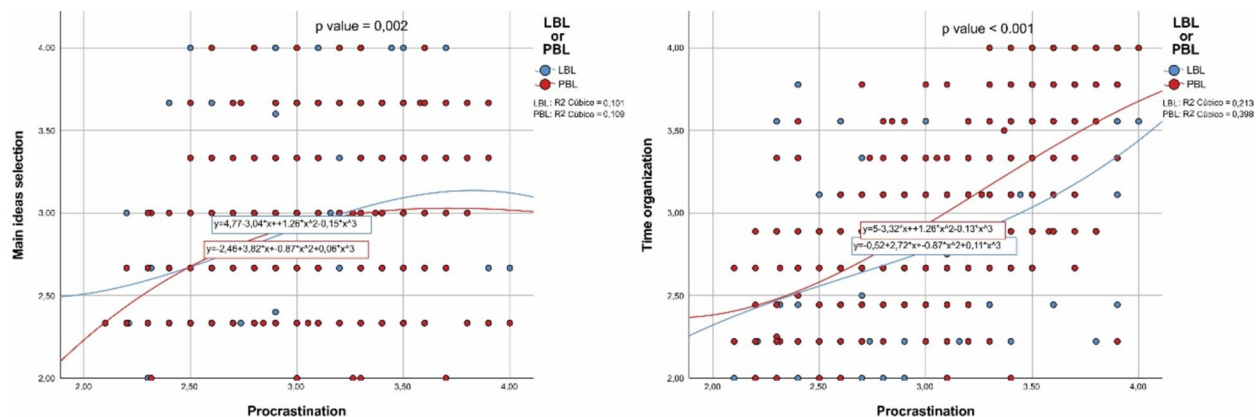 p value = 0,002
LBL
or
PBL
LBL
PBL
LBL: R2 Cúbico = 0,101
PBL: R2 Cúbico = 0,109
4,00
3,50
3,00
2,50
2,00
Main ideas selection
y=4,77-3,04*x++1.26*x^2-0,15*x^3
y=-2,46+3,82*x+-0.87*x^2+0,06*x^3
2,00
2,50
3,00
3,50
4,00
Procrastination
p value < 0.001
LBL
or
PBL
LBL
PBL
LBL: R2 Cúbico = 0,213
PBL: R2 Cúbico = 0,398
4,00
3,50
3,00
2,50
2,00
Time organization
y=5-3,32*x++1.26*x^2-0.13*x^3
y=-0,52+2,72*x+-0.87*x^2+0,11*x^3
2,00
2,50
3,00
3,50
4,00
Procrastination